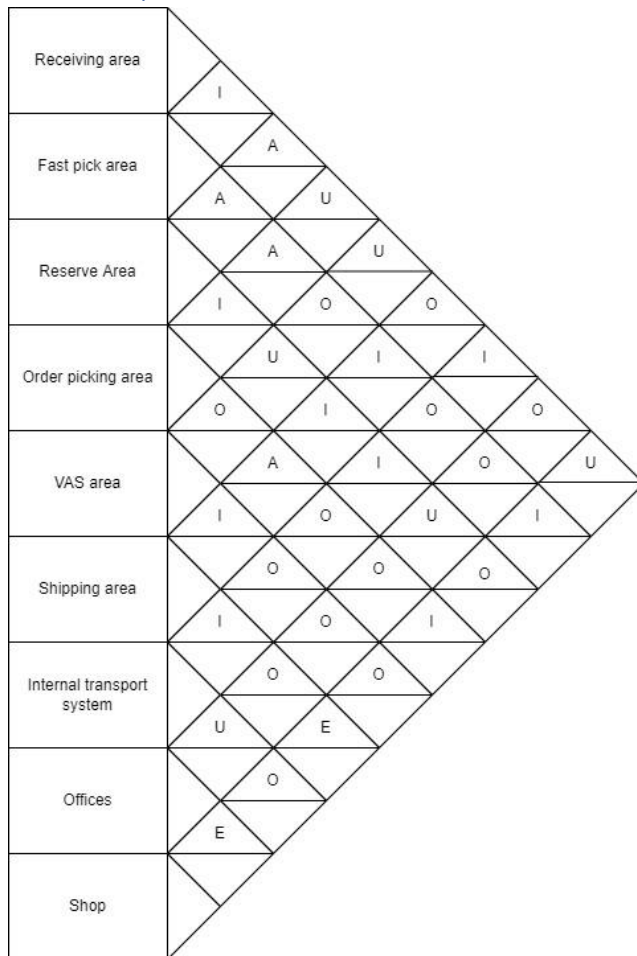 Receiving area
I
A
Fast pick area
A U
A U
Reserve Area
I O O
U I I
Order picking area
O I O O
A I O U
VAS area
I O U I
O O O
Shipping area
I O I
O O
Internal transport
system
U E
O
Offices
E
Shop